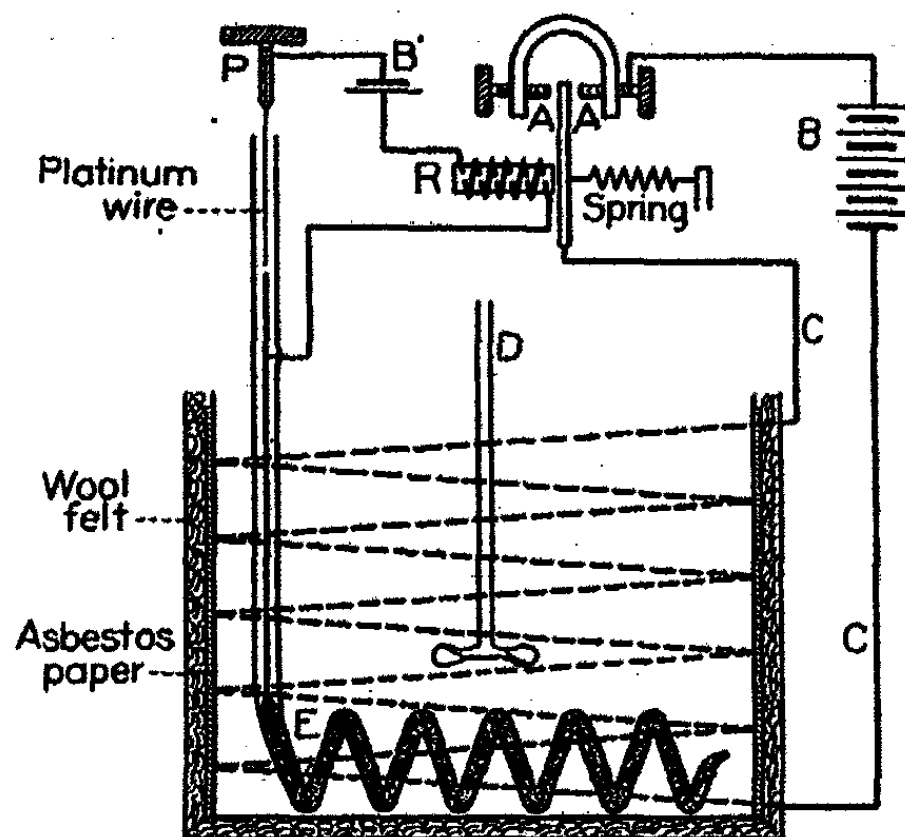 P
B'
A A
B
R
Platinum
wire
Spring
D
C
Wool
felt
Asbestos
paper
C
E